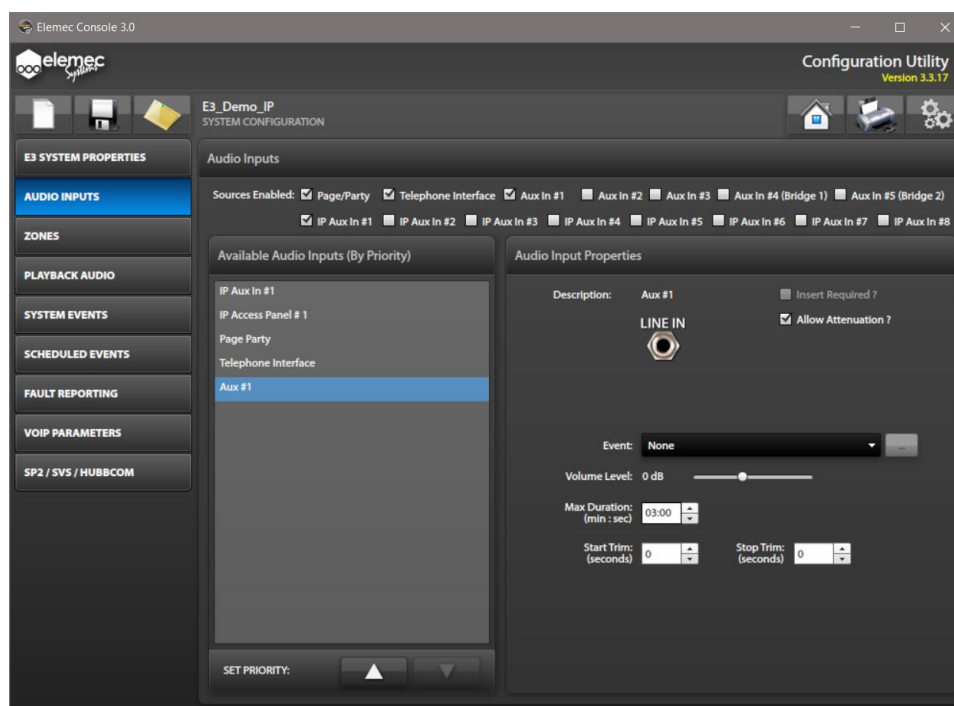 Elemec Console 3.0
elemec
Systems
Configuration Utility
Version 3.3.17
E3_Demo_IP
SYSTEM CONFIGURATION
E3 SYSTEM PROPERTIES
AUDIO INPUTS
ZONES
PLAYBACK AUDIO
SYSTEM EVENTS
SCHEDULED EVENTS
FAULT REPORTING
VOIP PARAMETERS
SP2 / SVS / HUBBCOM
Audio Inputs
Sources Enabled: Page/Party Telephone Interface Aux In #1 Aux In #2 Aux In #3 Aux In #4 (Bridge 1) Aux In #5 (Bridge 2)
IP Aux In #1 IP Aux In #2 IP Aux In #3 IP Aux In #4 IP Aux In #5 IP Aux In #6 IP Aux In #7 IP Aux In #8
Available Audio Inputs (By Priority)
IP Aux In #1
IP Access Panel # 1
Page Party
Telephone Interface
Aux #1
SET PRIORITY:
Audio Input Properties
Description: Aux #1 Insert Required ?
LINE IN Allow Attenuation ?
Event: None ...
Volume Level: 0 dB
Max Duration:
(min : sec) 03:00
Start Trim:
(seconds) 0
Stop Trim:
(seconds) 0